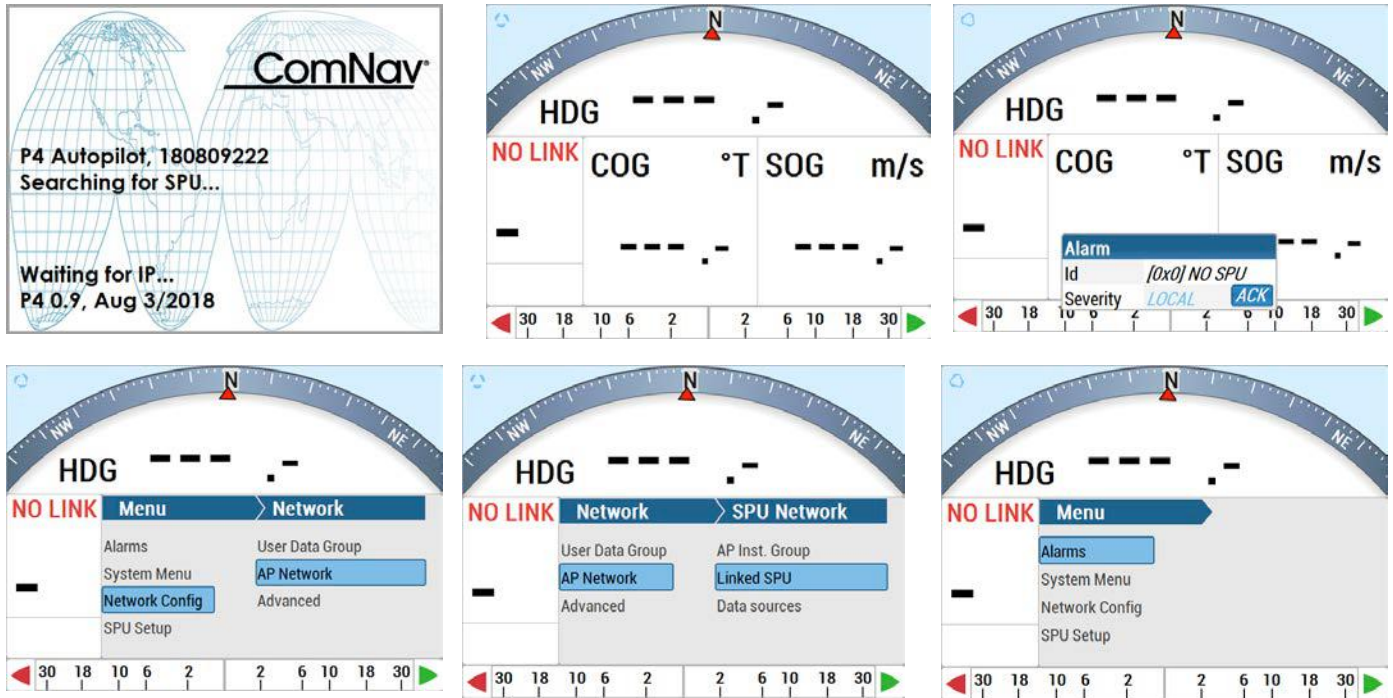 ComNav®
P4 Autopilot, 180809222
Searching for SPU...
Waiting for IP...
P4 0.9, Aug 3/2018
N
NW
NE
HDG --- .-
NO LINK
COG °T SOG m/s
-
---.- ---.-
30 18 10 6 2 2 6 10 18 30
N
NW
NE
HDG --- .-
NO LINK
COG °T SOG m/s
-
Alarm
Id [0x0] NO SPU
Severity LOCAL ACK
30 18 10 6 2 2 6 10 18 30
N
NW
NE
HDG --- .-
NO LINK Menu Network
Alarms User Data Group
System Menu AP Network
Network Config Advanced
SPU Setup
30 18 10 6 2 2 6 10 18 30
N
NW
NE
HDG --- .-
NO LINK Network SPU Network
User Data Group AP Inst. Group
AP Network Linked SPU
Advanced Data sources
30 18 10 6 2 2 6 10 18 30
N
NW
NE
HDG --- .-
NO LINK Menu
Alarms
System Menu
Network Config
SPU Setup
30 18 10 6 2 2 6 10 18 30